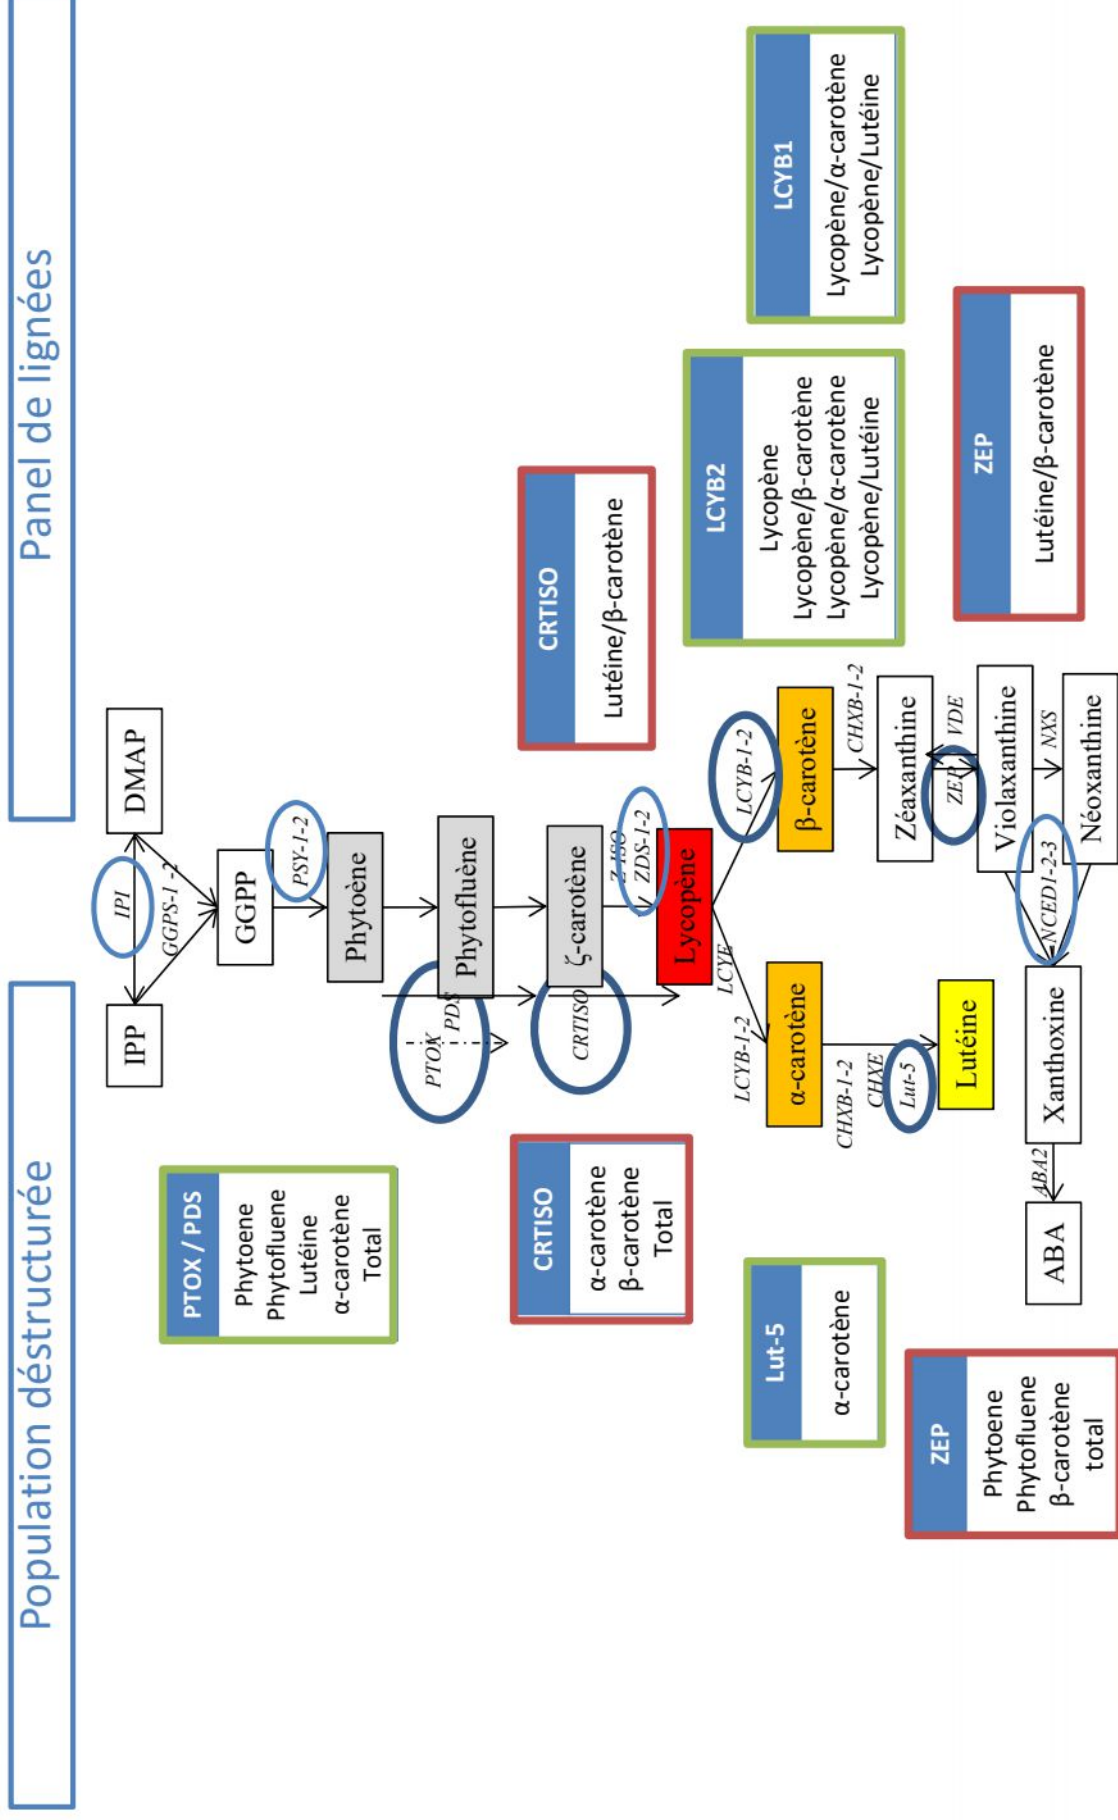 Population déstructurée
Panel de lignées
IPP
IPI
DMAP
GGPS-1-2
GGPP
PSY-1-2
Phytoène
PTOX
PDS
Phytofluène
CRTISO
ζ-carotène
Z-ISO
ZDS-1-2
Lycopène
LCYB-1-2
LCYE
LCYB-1-2
α-carotène
β-carotène
CHXB-1-2
CHXE
Lut-5
CHXB-1-2
Lutéine
Zéaxanthine
ZEP
VDE
Violaxanthine
NXS
NCED1-2-3
Néoxanthine
Xanthoxine
ABA2
ABA
PTOX / PDS
Phytoene
Phytofluene
Lutéine
α-carotène
Total
CRTISO
α-carotène
β-carotène
Total
Lut-5
α-carotène
ZEP
Phytoene
Phytofluene
β-carotène
total
CRTISO
Lutéine/β-carotène
LCYB2
Lycopène
Lycopène/β-carotène
Lycopène/α-carotène
Lycopène/Lutéine
LCYB1
Lycopène/α-carotène
Lycopène/Lutéine
ZEP
Lutéine/β-carotène